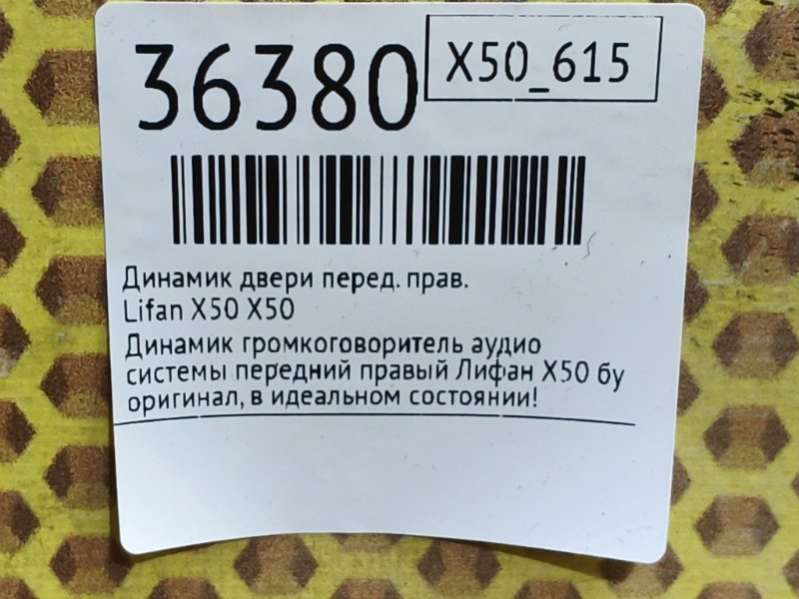 36380
X50_615
Динамик двери перед. прав.
Lifan X50 X50
Динамик громкоговоритель аудио
системы передний правый Лифан X50 бу
оригинал, в идеальном состоянии!